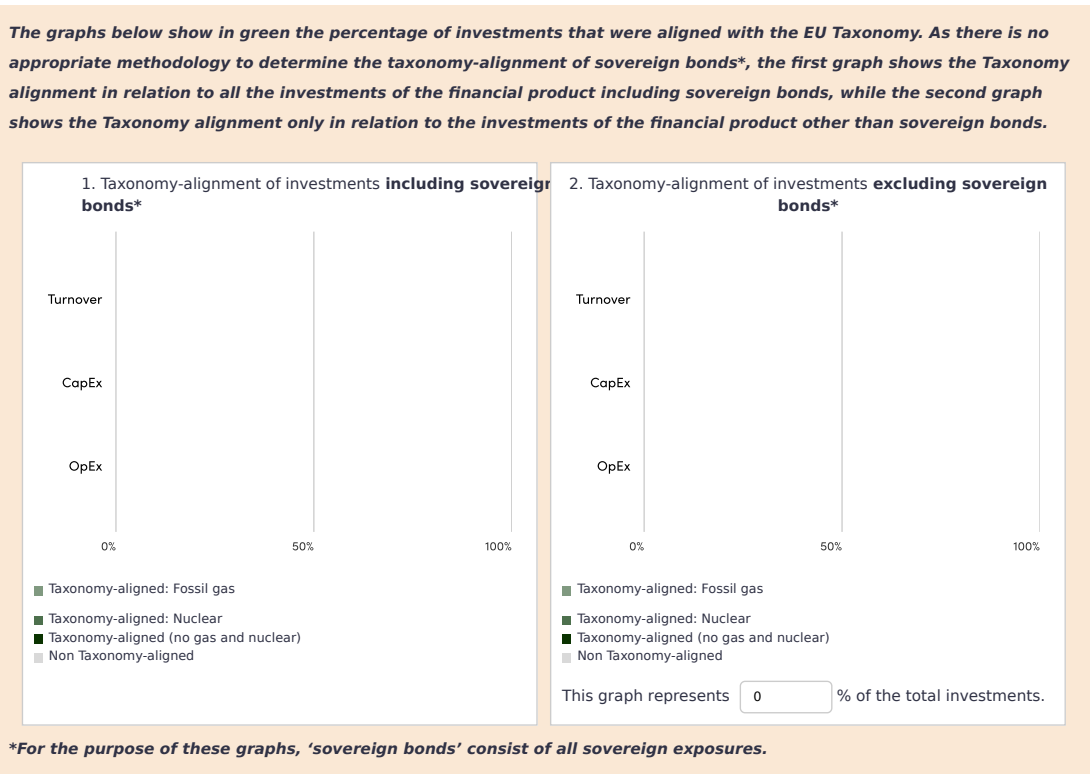 The graphs below show in green the percentage of investments that were aligned with the EU Taxonomy. As there is no
appropriate methodology to determine the taxonomy-alignment of sovereign bonds*, the first graph shows the Taxonomy
alignment in relation to all the investments of the financial product including sovereign bonds, while the second graph
shows the Taxonomy alignment only in relation to the investments of the financial product other than sovereign bonds.
1. Taxonomy-alignment of investments including sovereign
bonds*
Turnover
CapEx
OpEx
0% 50% 100%
Taxonomy-aligned: Fossil gas
Taxonomy-aligned: Nuclear
Taxonomy-aligned (no gas and nuclear)
Non Taxonomy-aligned
2. Taxonomy-alignment of investments excluding sovereign
bonds*
Turnover
CapEx
OpEx
0% 50% 100%
Taxonomy-aligned: Fossil gas
Taxonomy-aligned: Nuclear
Taxonomy-aligned (no gas and nuclear)
Non Taxonomy-aligned
This graph represents 0 % of the total investments.
*For the purpose of these graphs, ‘sovereign bonds’ consist of all sovereign exposures.